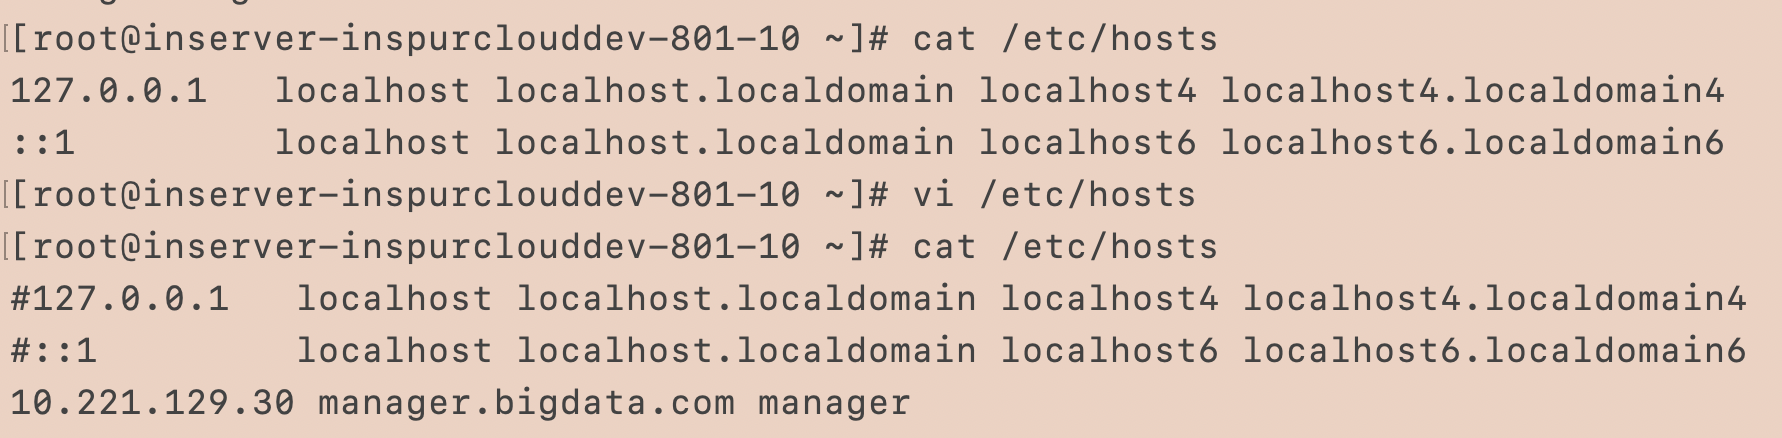 [root@inserver-inspurclouddev-801-10 ~]# cat /etc/hosts
127.0.0.1   localhost localhost.localdomain localhost4 localhost4.localdomain4
::1         localhost localhost.localdomain localhost6 localhost6.localdomain6
[root@inserver-inspurclouddev-801-10 ~]# vi /etc/hosts
[root@inserver-inspurclouddev-801-10 ~]# cat /etc/hosts
#127.0.0.1   localhost localhost.localdomain localhost4 localhost4.localdomain4
#::1         localhost localhost.localdomain localhost6 localhost6.localdomain6
10.221.129.30 manager.bigdata.com manager